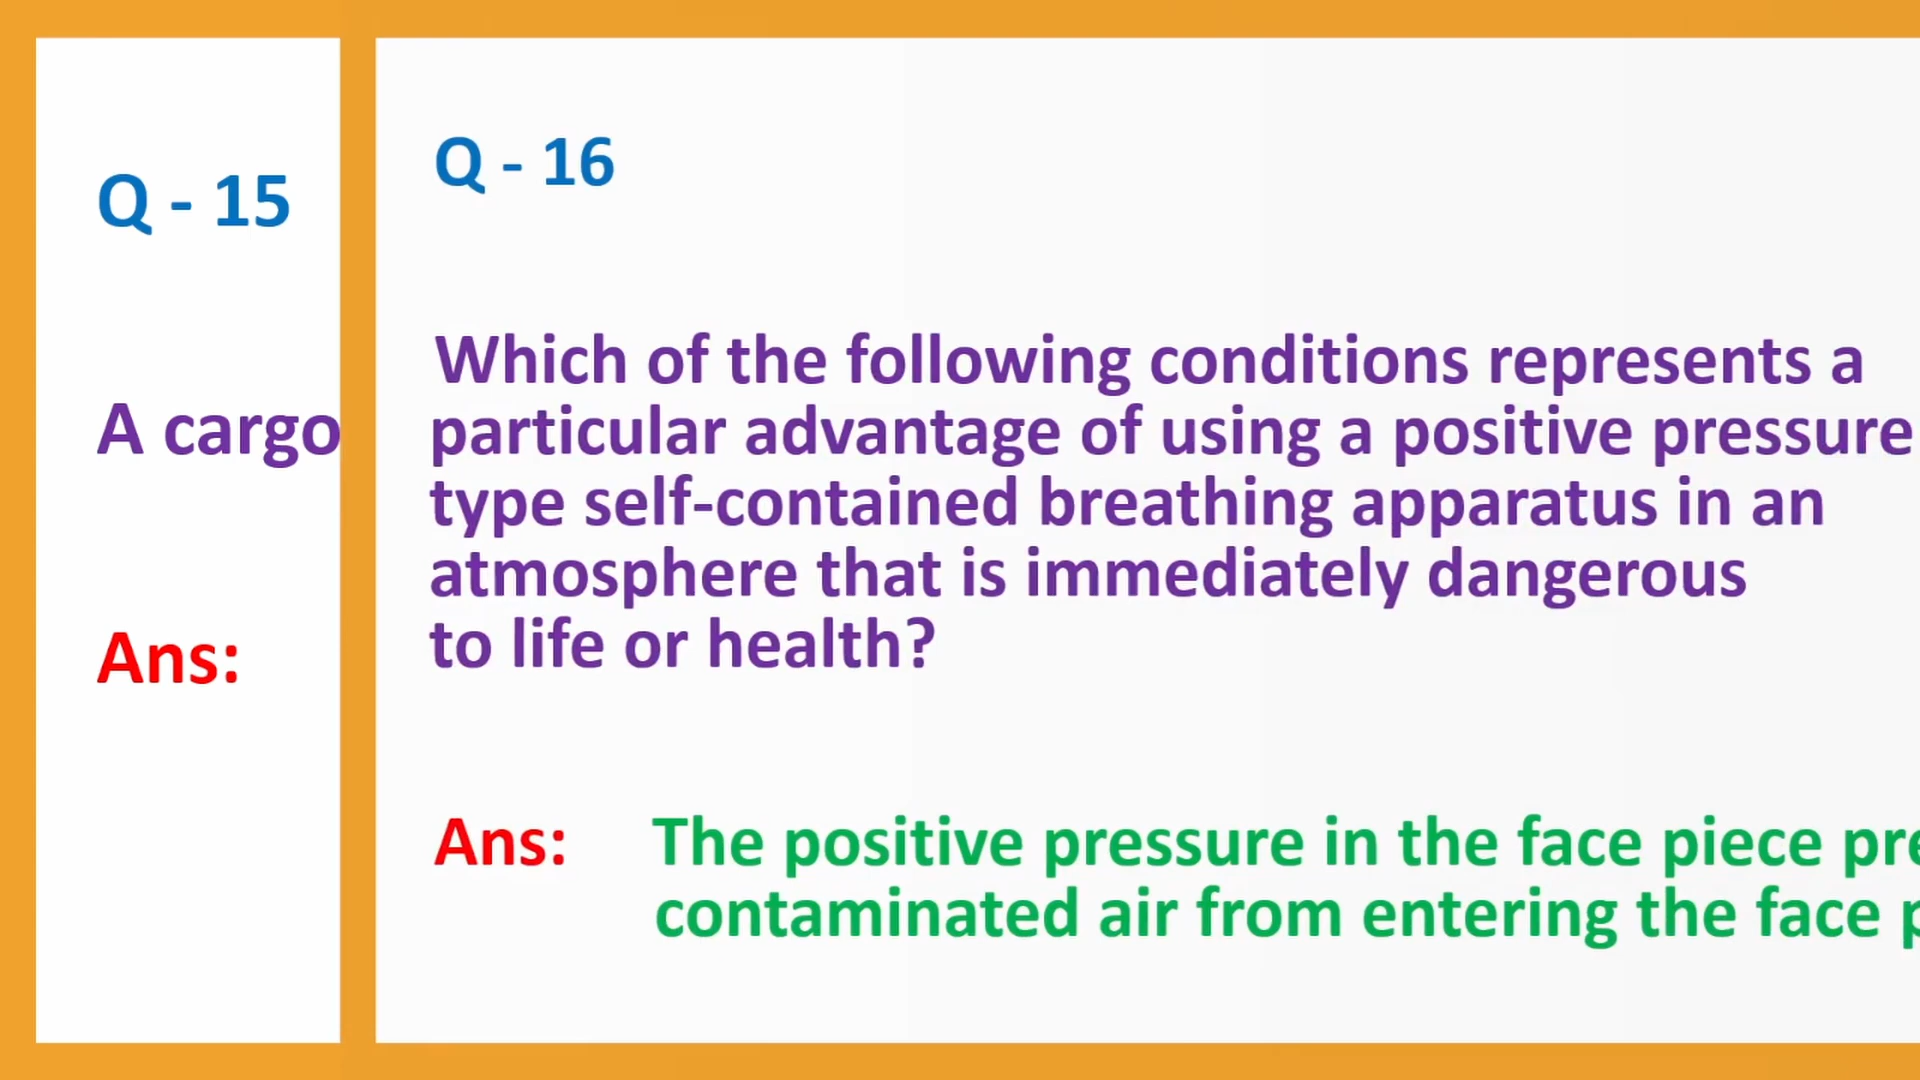 Q - 15
A cargo
Ans:
Q - 16
Which of the following conditions represents a
particular advantage of using a positive pressure
type self-contained breathing apparatus in an
atmosphere that is immediately dangerous
to life or health?
Ans: The positive pressure in the face piece
contaminated air from entering the face